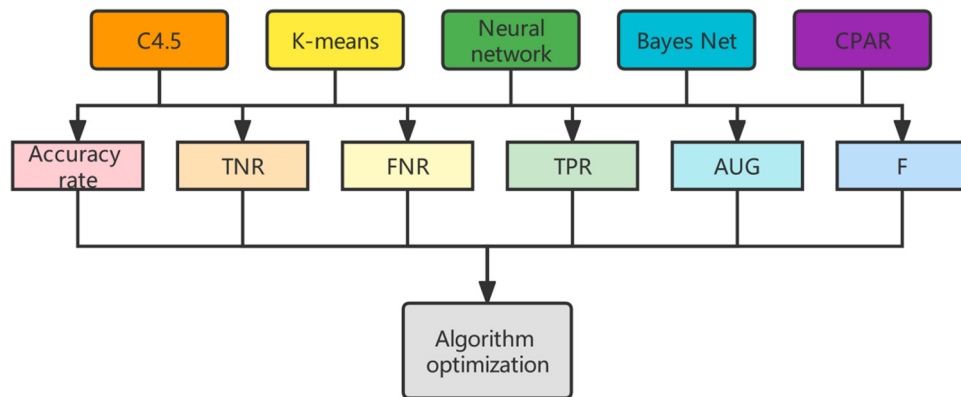 C4.5
K-means
Neural
network
Bayes Net
CPAR
Accuracy
rate
TNR
FNR
TPR
AUG
F
Algorithm
optimization